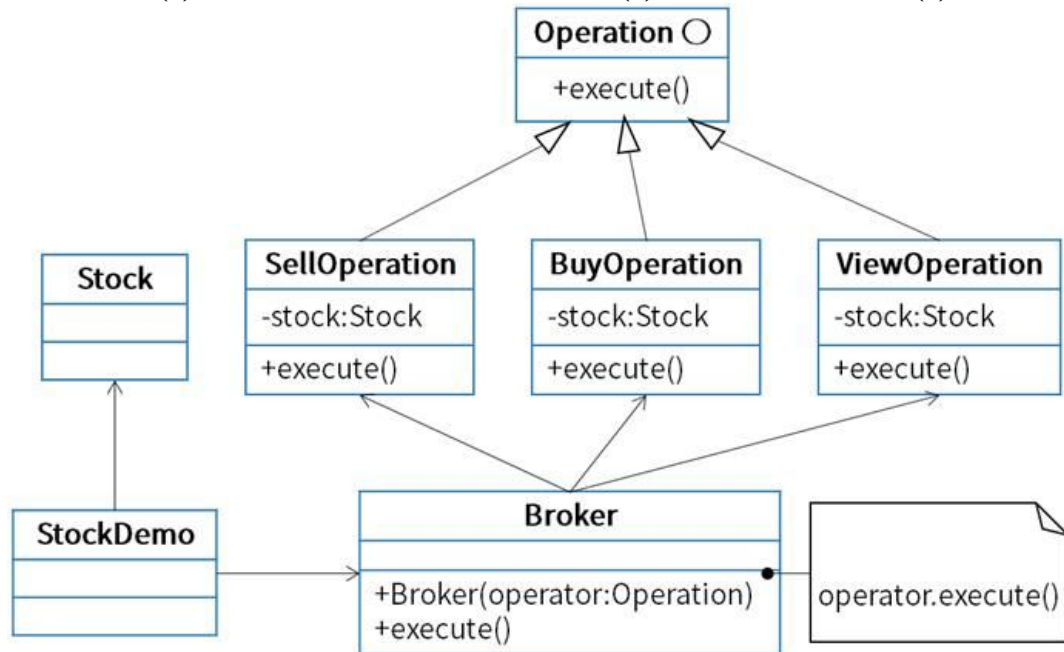 Operation
+execute()
SellOperation
-stock:Stock
+execute()
BuyOperation
-stock:Stock
+execute()
ViewOperation
-stock:Stock
+execute()
Stock
StockDemo
Broker
+Broker(operator:Operation)
+execute()
operator.execute()